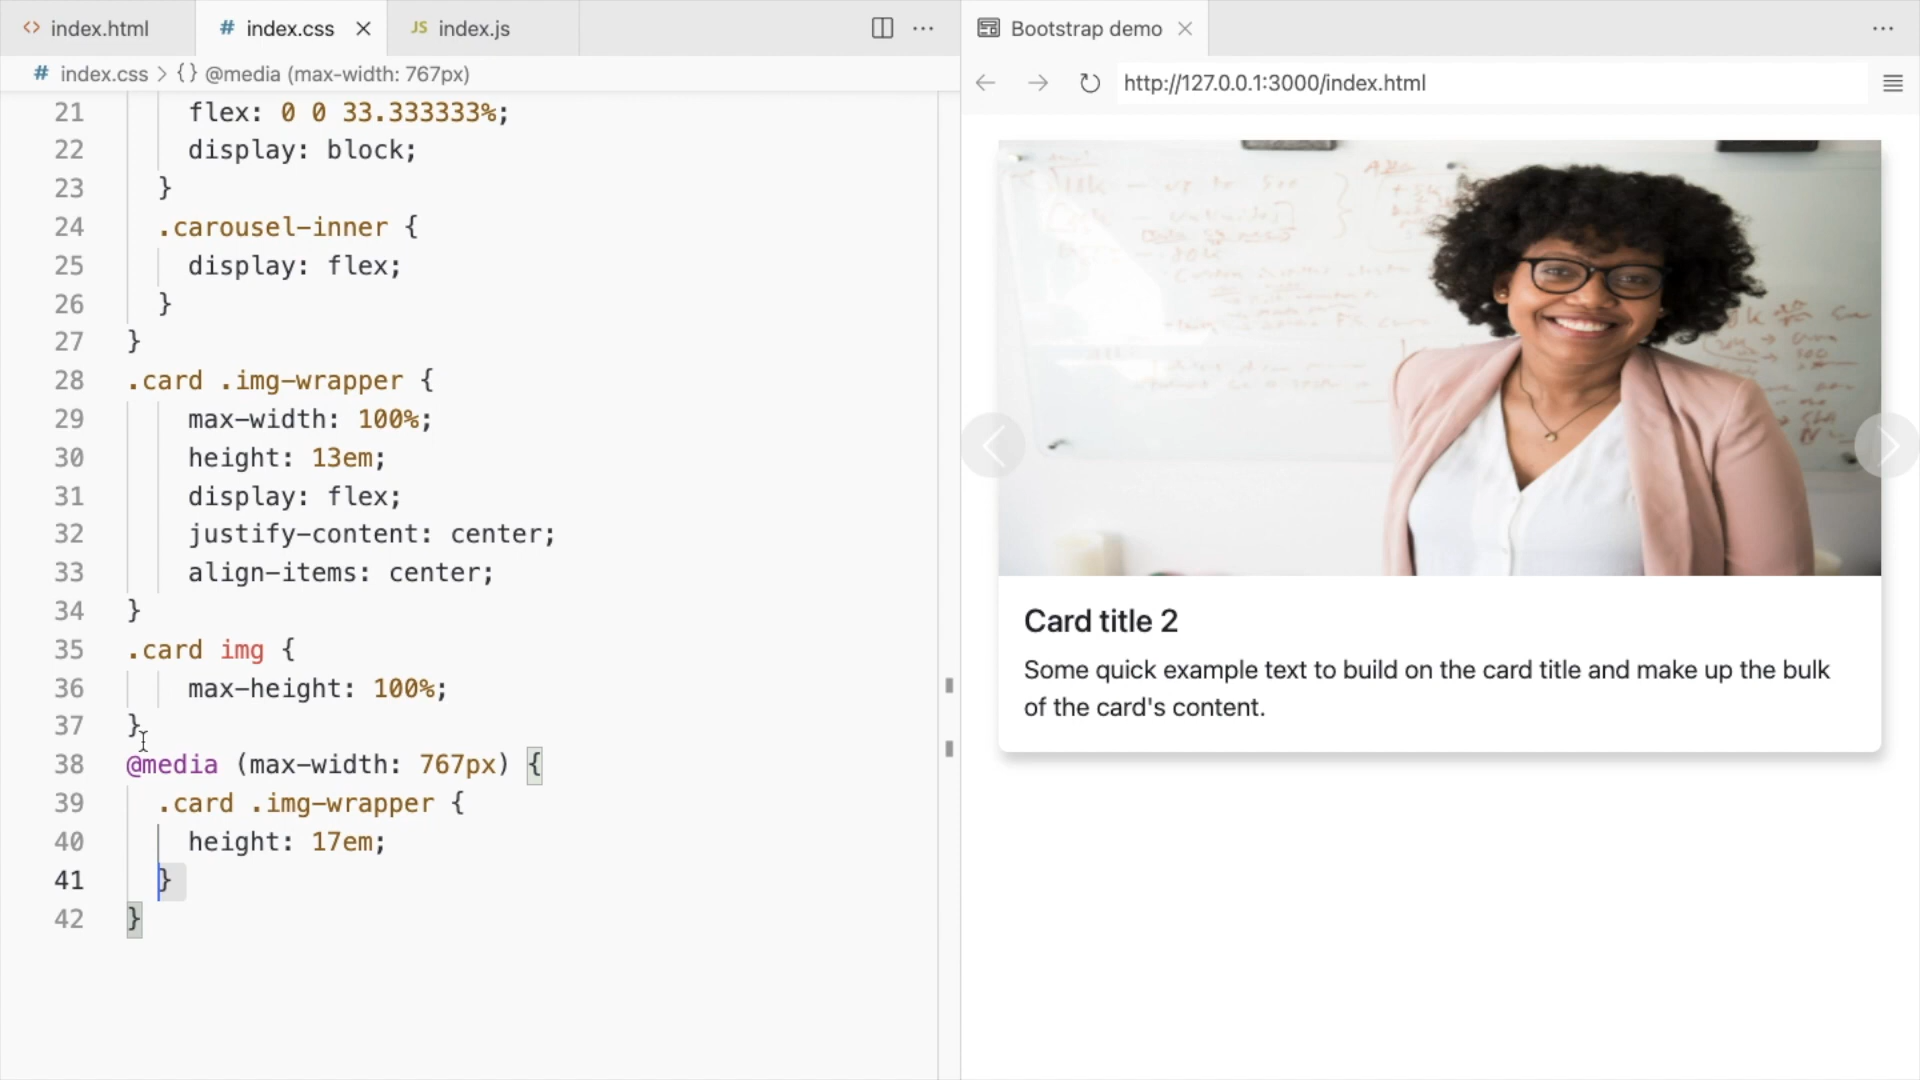 index.html
# index.css
JS index.js
# index.css > {} @media (max-width: 767px)
21 flex: 0 0 33.333333%;
22 display: block;
23 }
24 .carousel-inner {
25 display: flex;
26 }
27 }
28 .card .img-wrapper {
29 max-width: 100%;
30 height: 13em;
31 display: flex;
32 justify-content: center;
33 align-items: center;
34 }
35 .card img {
36 max-height: 100%;
37 }
38 @media (max-width: 767px) {
39 .card .img-wrapper {
40 height: 17em;
41 }
42 }
Bootstrap demo
http://127.0.0.1:3000/index.html
Card title 2
Some quick example text to build on the card title and make up the bulk
of the card's content.